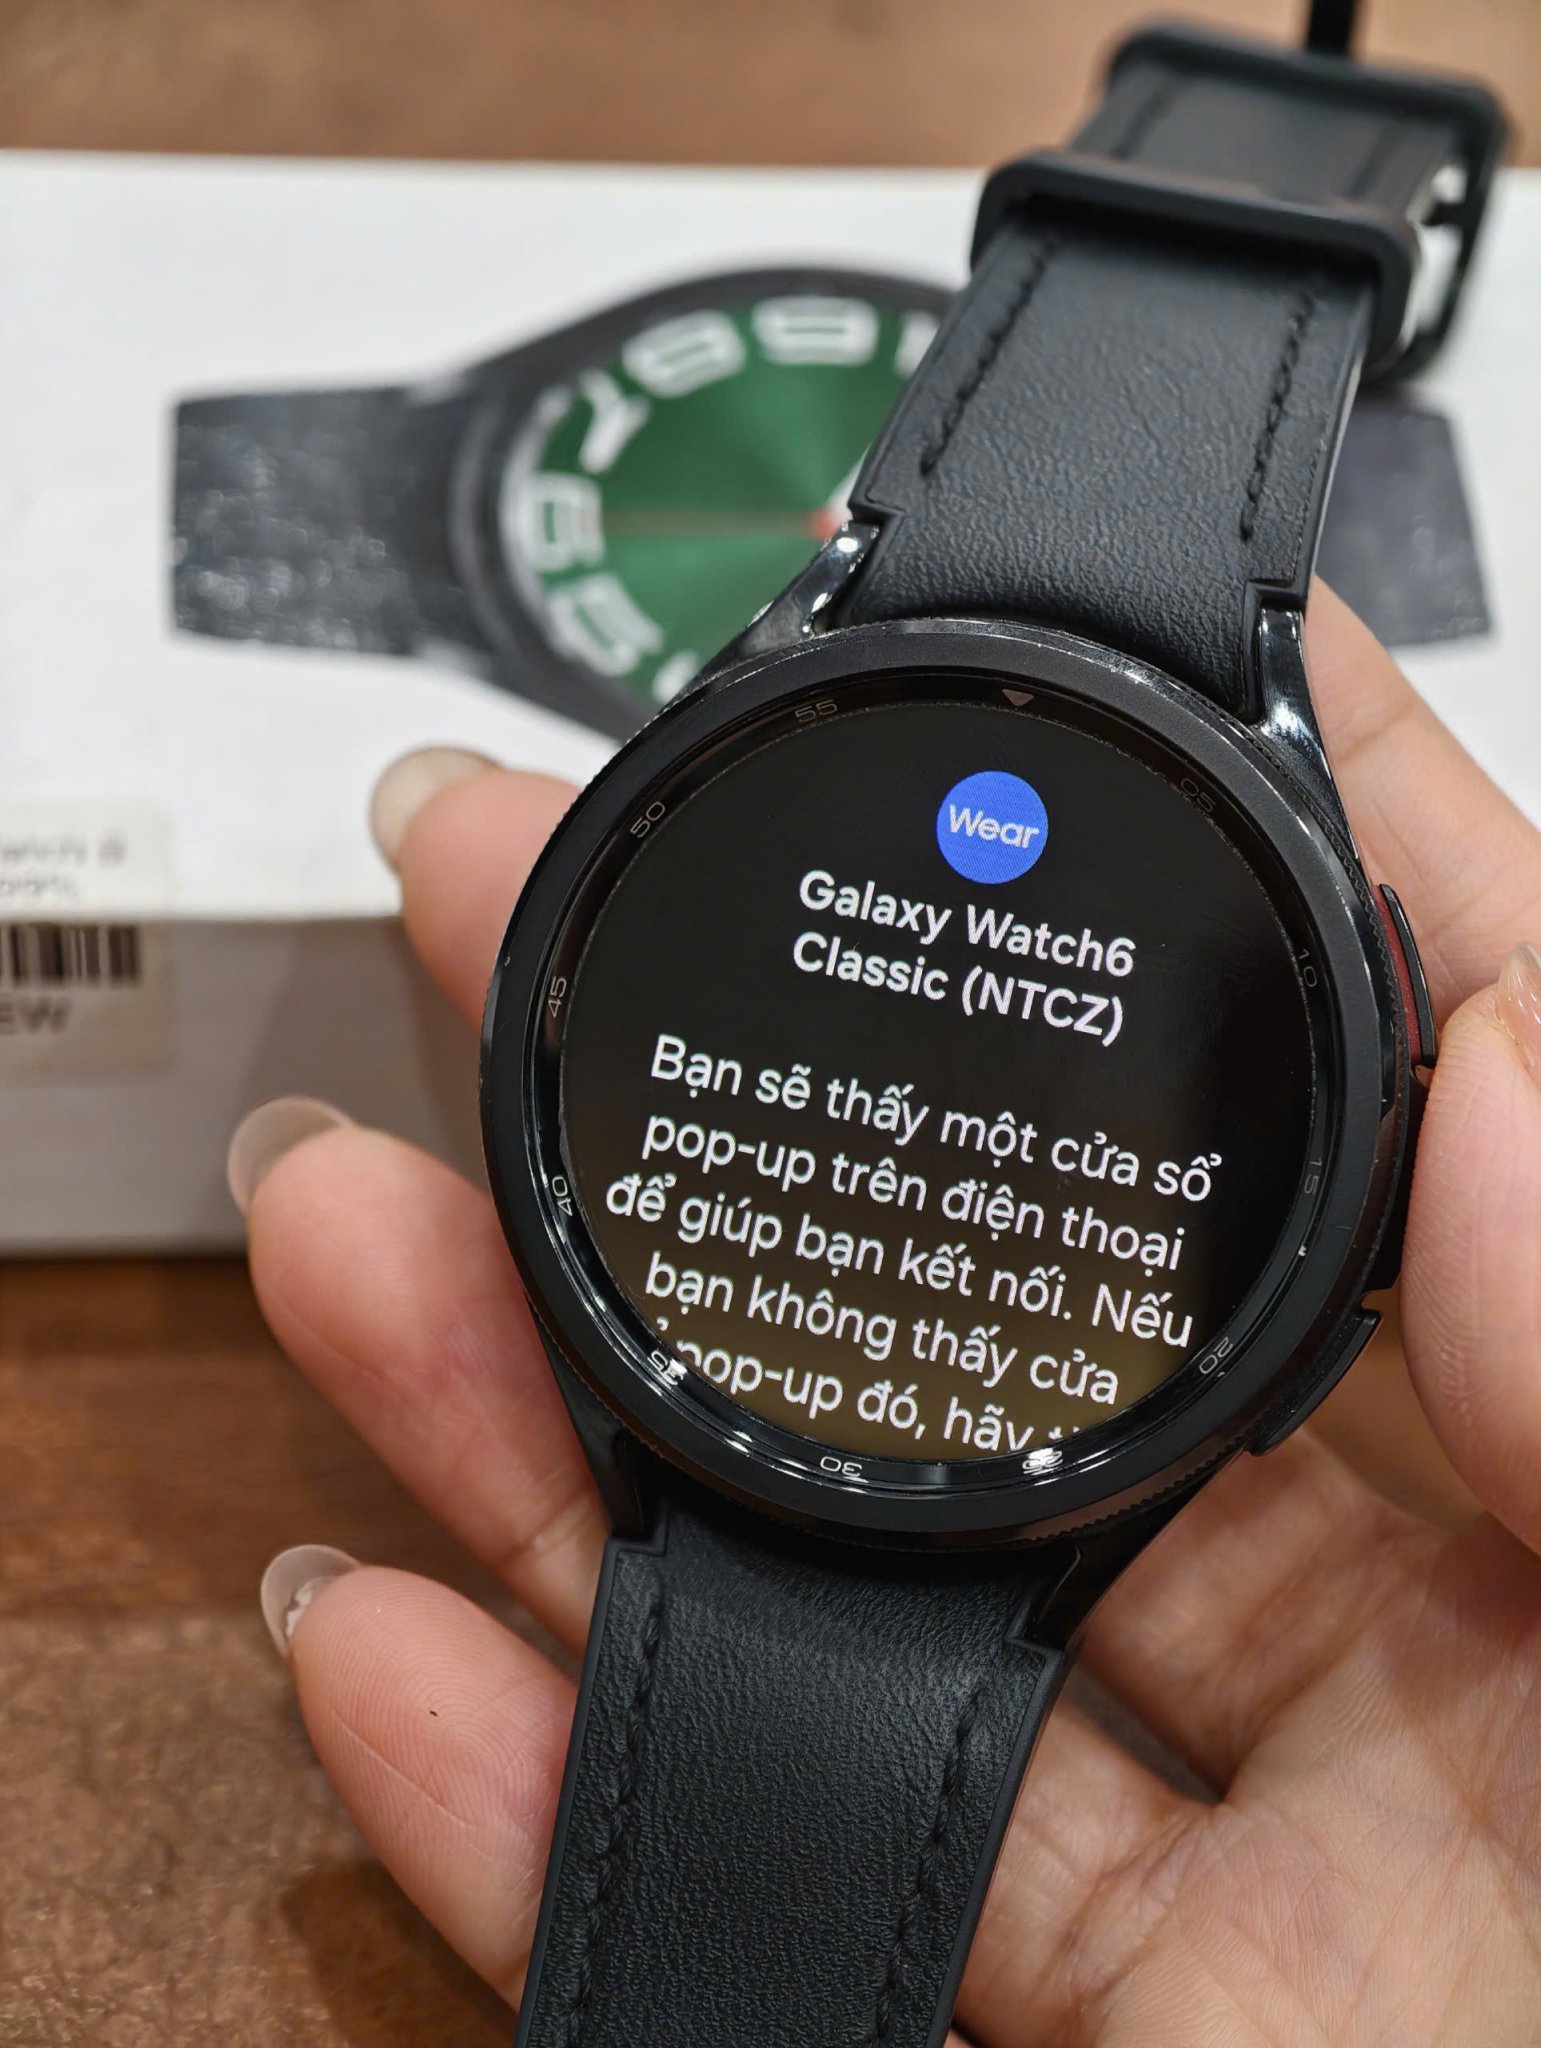 Wear
Galaxy Watch6
Classic (NTCZ)
Bạn sẽ thấy một cửa sổ
pop-up trên điện thoại
để giúp bạn kết nối. Nếu
bạn không thấy cửa
pop-up đó, hãy
55
05
50
10
45
15
40
20
35
30
25